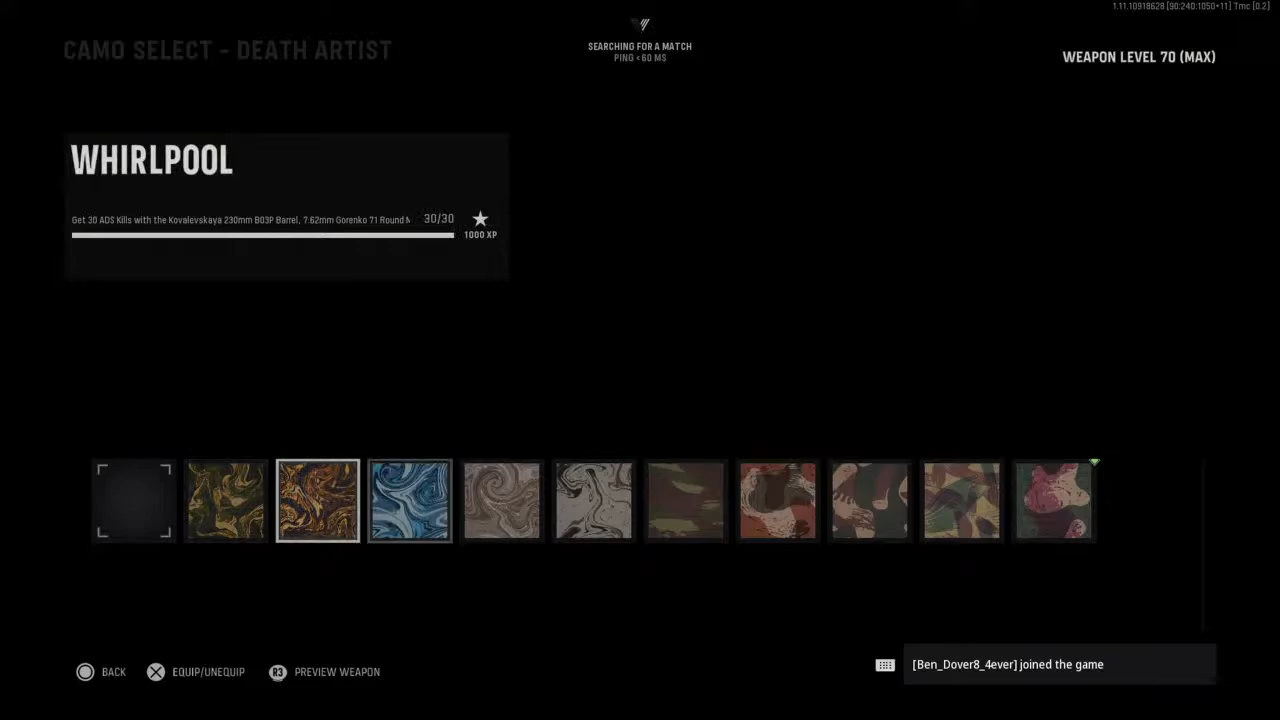 1.11.10918628 [90:240:1050+11] Tmc [0.2]
CAMO SELECT - DEATH ARTIST
SEARCHING FOR A MATCH
PING < 60 MS
WEAPON LEVEL 70 (MAX)
WHIRLPOOL
Get 30 ADS Kills with the Kovalevskaya 230mm B03P Barrel, 7.62mm Gorenko 71 Round
30/30
1000 XP
BACK
EQUIP/UNEQUIP
R3 PREVIEW WEAPON
[Ben_Dover8_4ever] joined the game